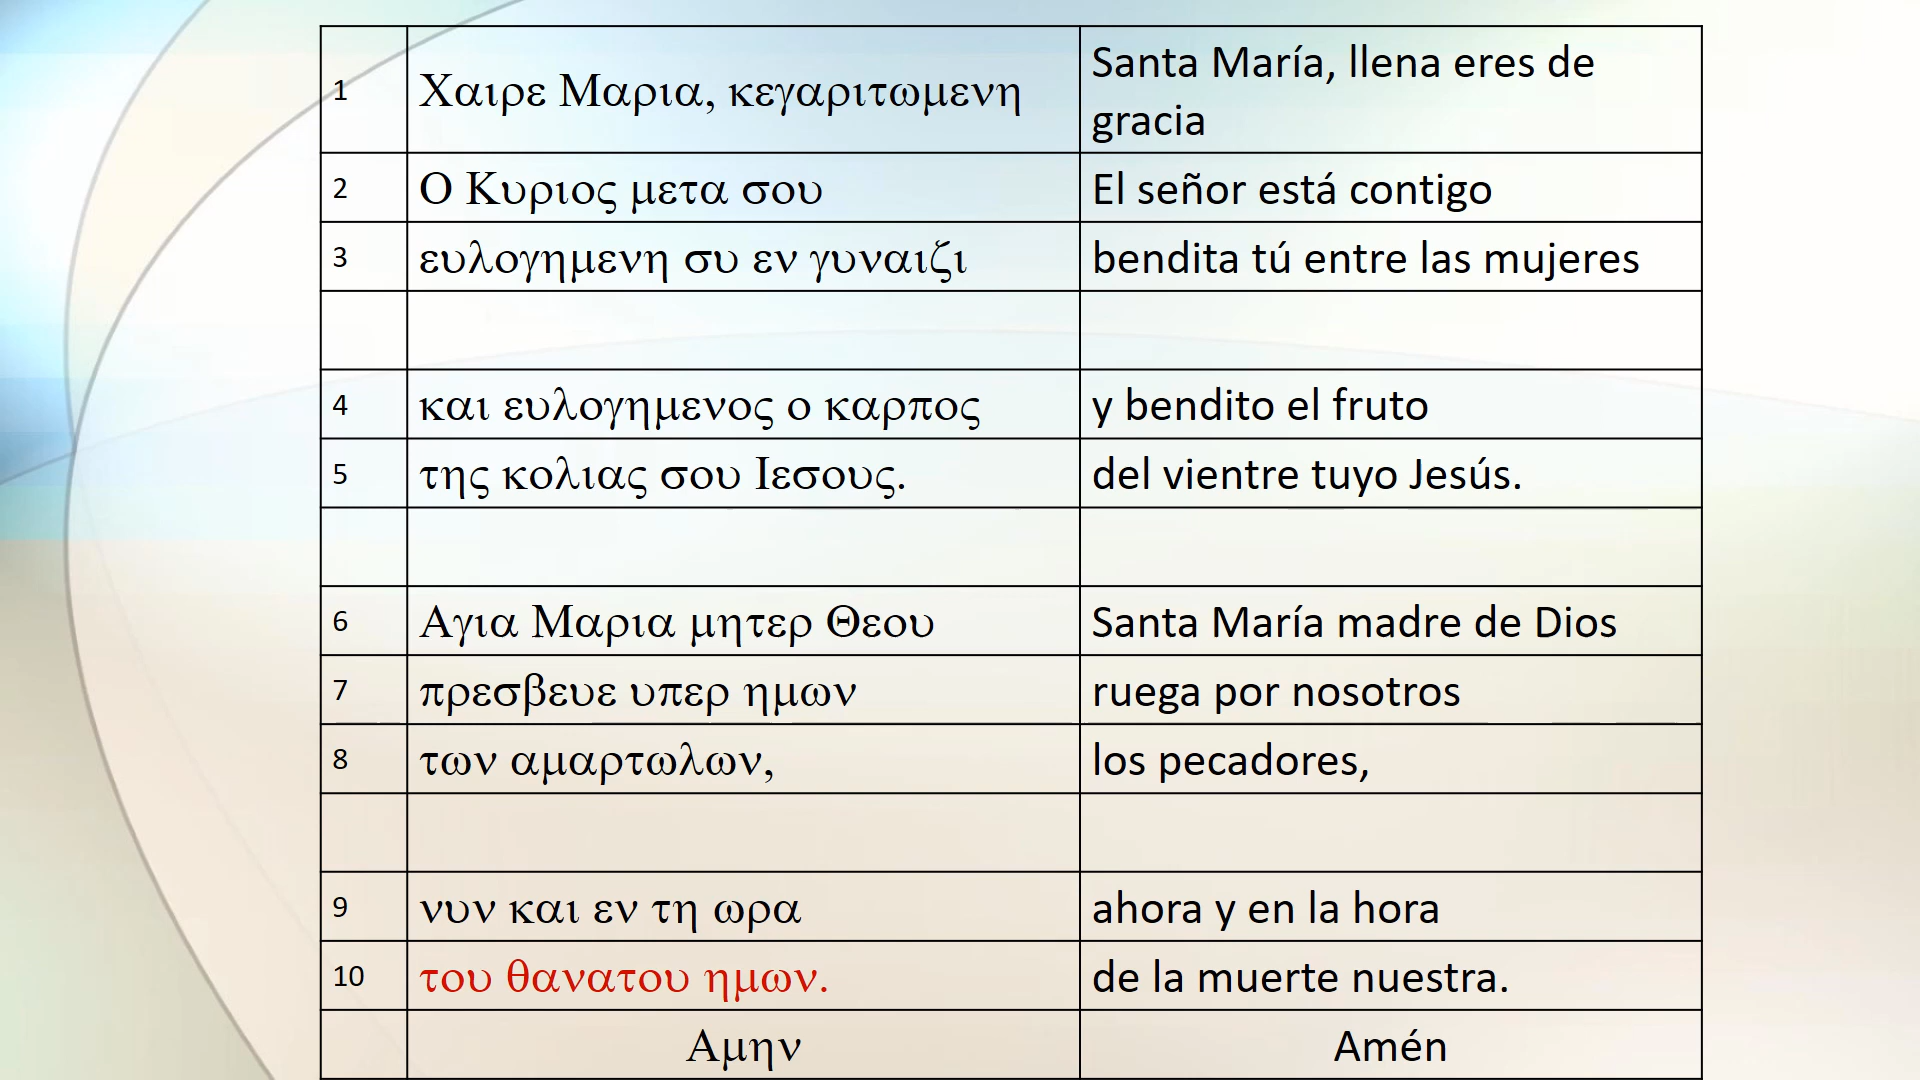 1 Χαιρε Μαρια, κεγαριτωμενη Santa María, llena eres de
gracia
2 Ο Κυριος μετα σου El señor está contigo
3 ευλογημενη συ εν γυναιζι bendita tú entre las mujeres
4 και ευλογημενος ο καρπος y bendito el fruto
5 της κολιας σου Ιεσους. del vientre tuyo Jesús.
6 Αγια Μαρια μητερ Θεου Santa María madre de Dios
7 πρεσβευε υπερ ημων ruega por nosotros
8 των αμαρτωλων, los pecadores,
9 νυν και εν τη ωρα ahora y en la hora
10 του θανατου ημων. de la muerte nuestra.
Αμην Amén